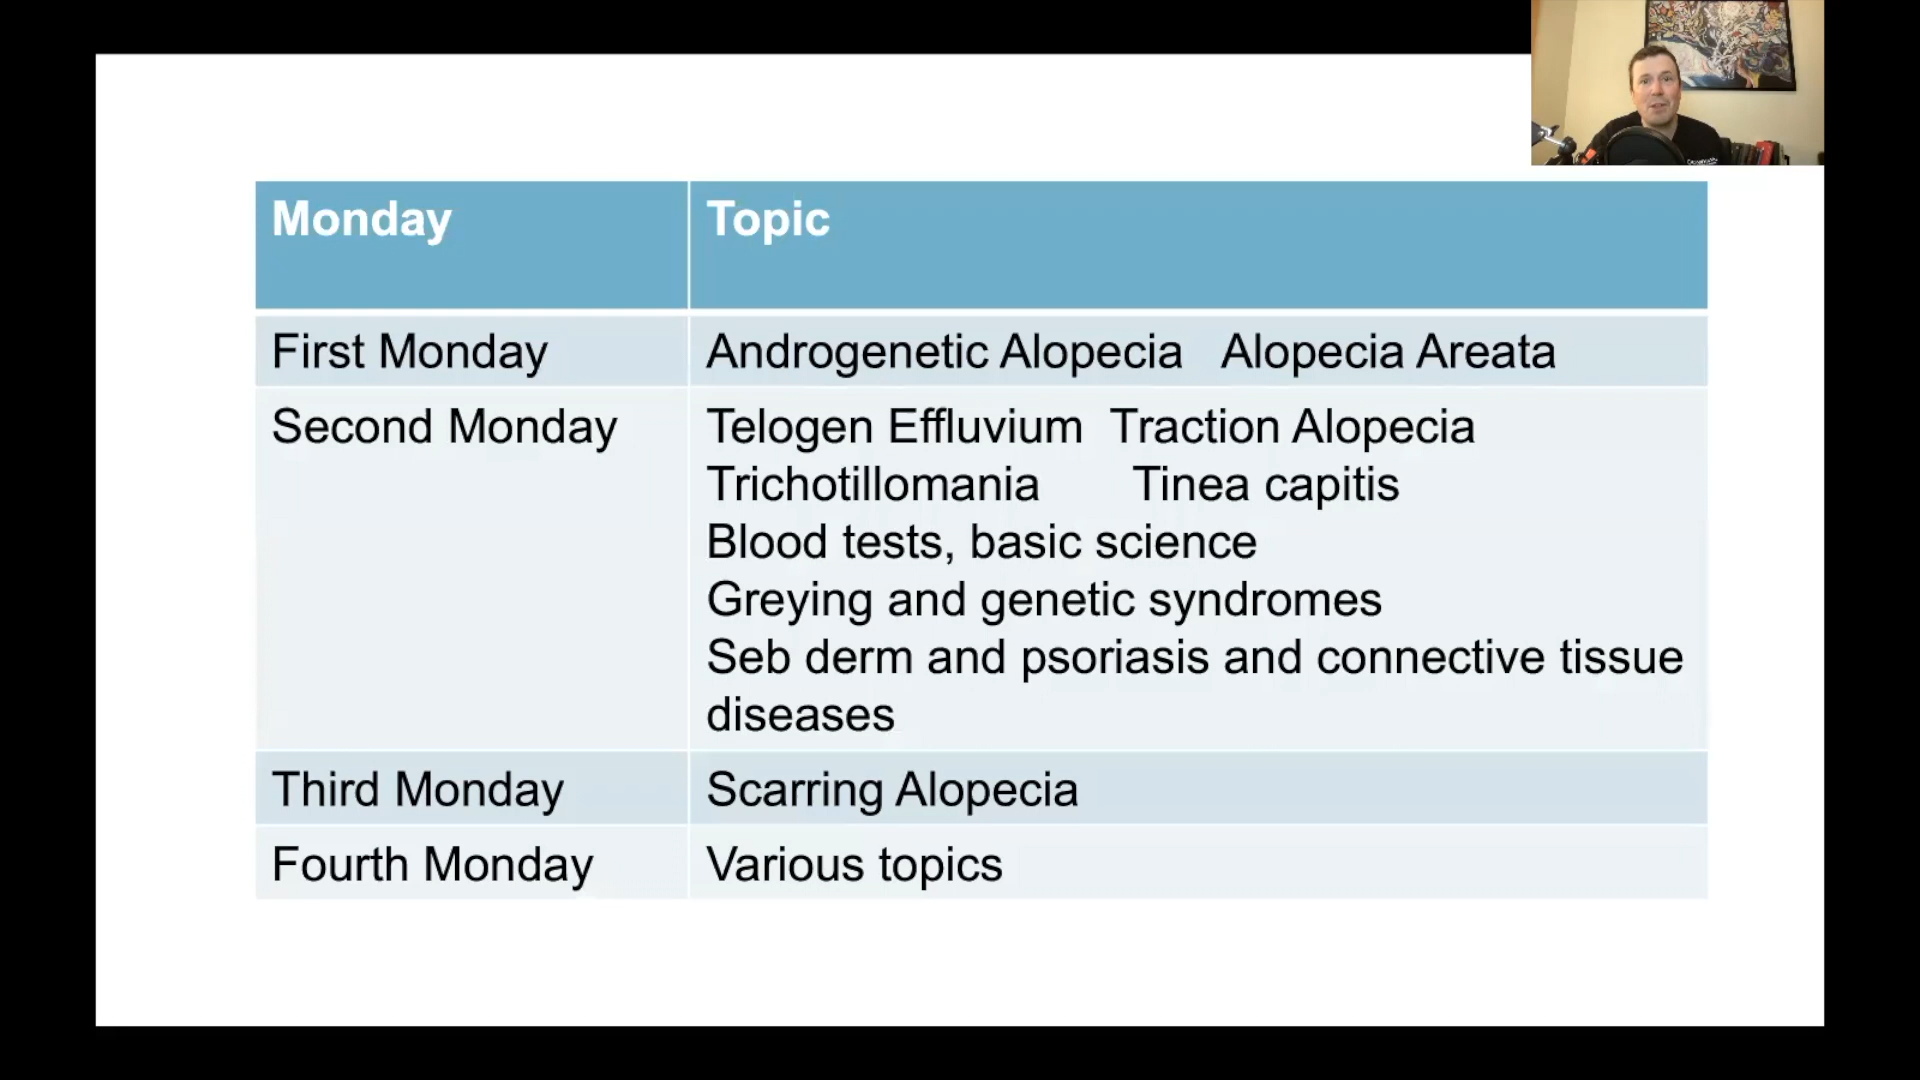 Monday Topic
First Monday Androgenetic Alopecia Alopecia Areata
Second Monday Telogen Effluvium Traction Alopecia
Trichotillomania Tinea capitis
Blood tests, basic science
Greying and genetic syndromes
Seb derm and psoriasis and connective tissue
diseases
Third Monday Scarring Alopecia
Fourth Monday Various topics